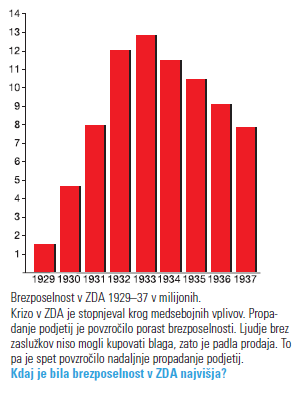 14
13
12
11
10
9
8
7
6
5
4
3
2
1
1929 1930 1931 1932 1933 1934 1935 1936 1937
Brezposelnost v ZDA 1929–37 v milijonih.
Krizo v ZDA je stopnjeval krog medsebojnih vplivov. Propa-
danje podjetij je povzročilo porast brezposelnosti. Ljudje brez
zaslužkov niso mogli kupovati blaga, zato je padla prodaja. To
pa je spet povzročilo nadaljnje propadanje podjetij.
Kdaj je bila brezposelnost v ZDA najvišja?